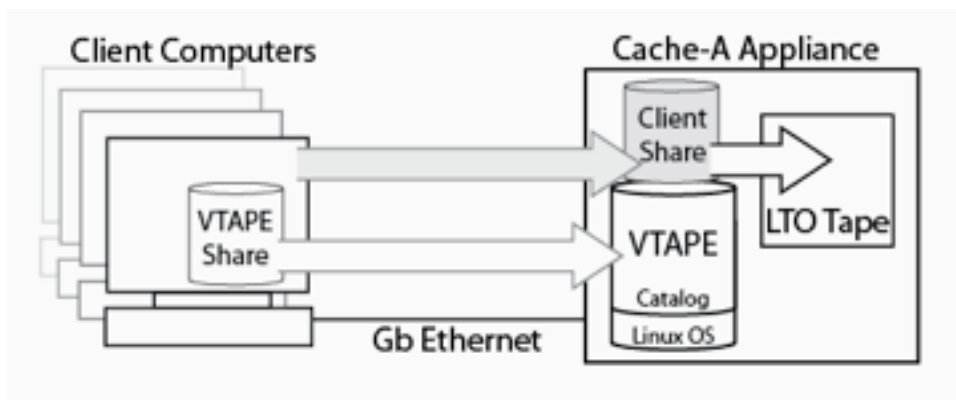 Client Computers
Cache-A Appliance
Client
Share
VTAPE
Share
LTO Tape
VTAPE
Catalog
Linux OS
Gb Ethernet